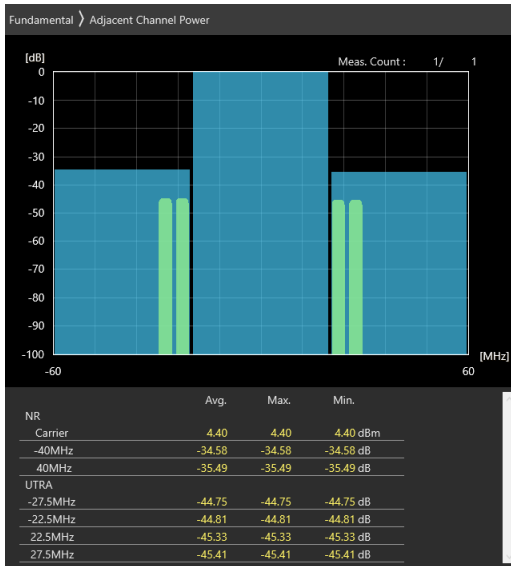 Fundamental 〉 Adjacent Channel Power
[dB]
Meas. Count : 1/ 1
0
-10
-20
-30
-40
-50
-60
-70
-80
-90
-100
[MHz]
-60 60
Avg. Max. Min.
NR
Carrier 4.40 4.40 4.40 dBm
-40MHz -34.58 -34.58 -34.58 dB
40MHz -35.49 -35.49 -35.49 dB
UTRA
-27.5MHz -44.75 -44.75 -44.75 dB
-22.5MHz -44.81 -44.81 -44.81 dB
22.5MHz -45.33 -45.33 -45.33 dB
27.5MHz -45.41 -45.41 -45.41 dB